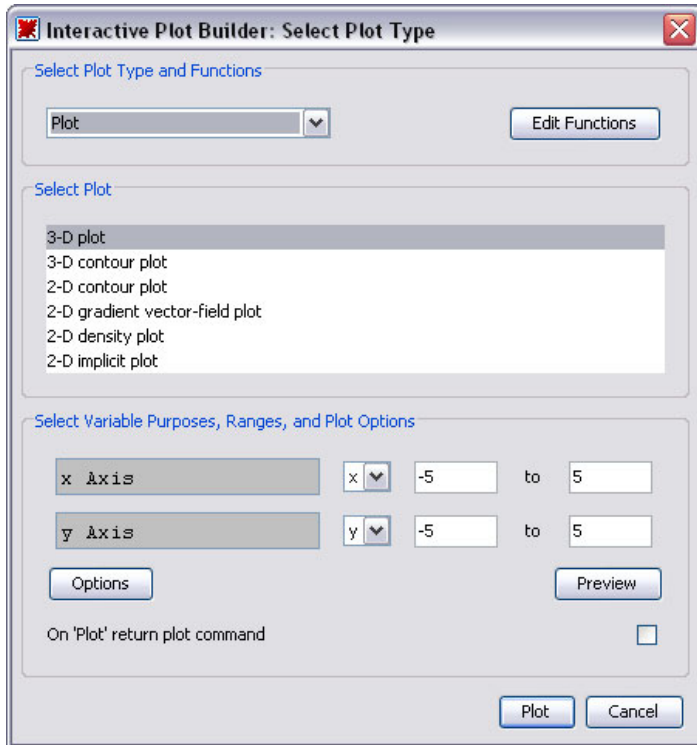 Interactive Plot Builder: Select Plot Type
Select Plot Type and Functions
Plot
Edit Functions
Select Plot
3-D plot
3-D contour plot
2-D contour plot
2-D gradient vector-field plot
2-D density plot
2-D implicit plot
Select Variable Purposes, Ranges, and Plot Options
x Axis x -5 to 5
y Axis y -5 to 5
Options Preview
On 'Plot' return plot command
Plot Cancel